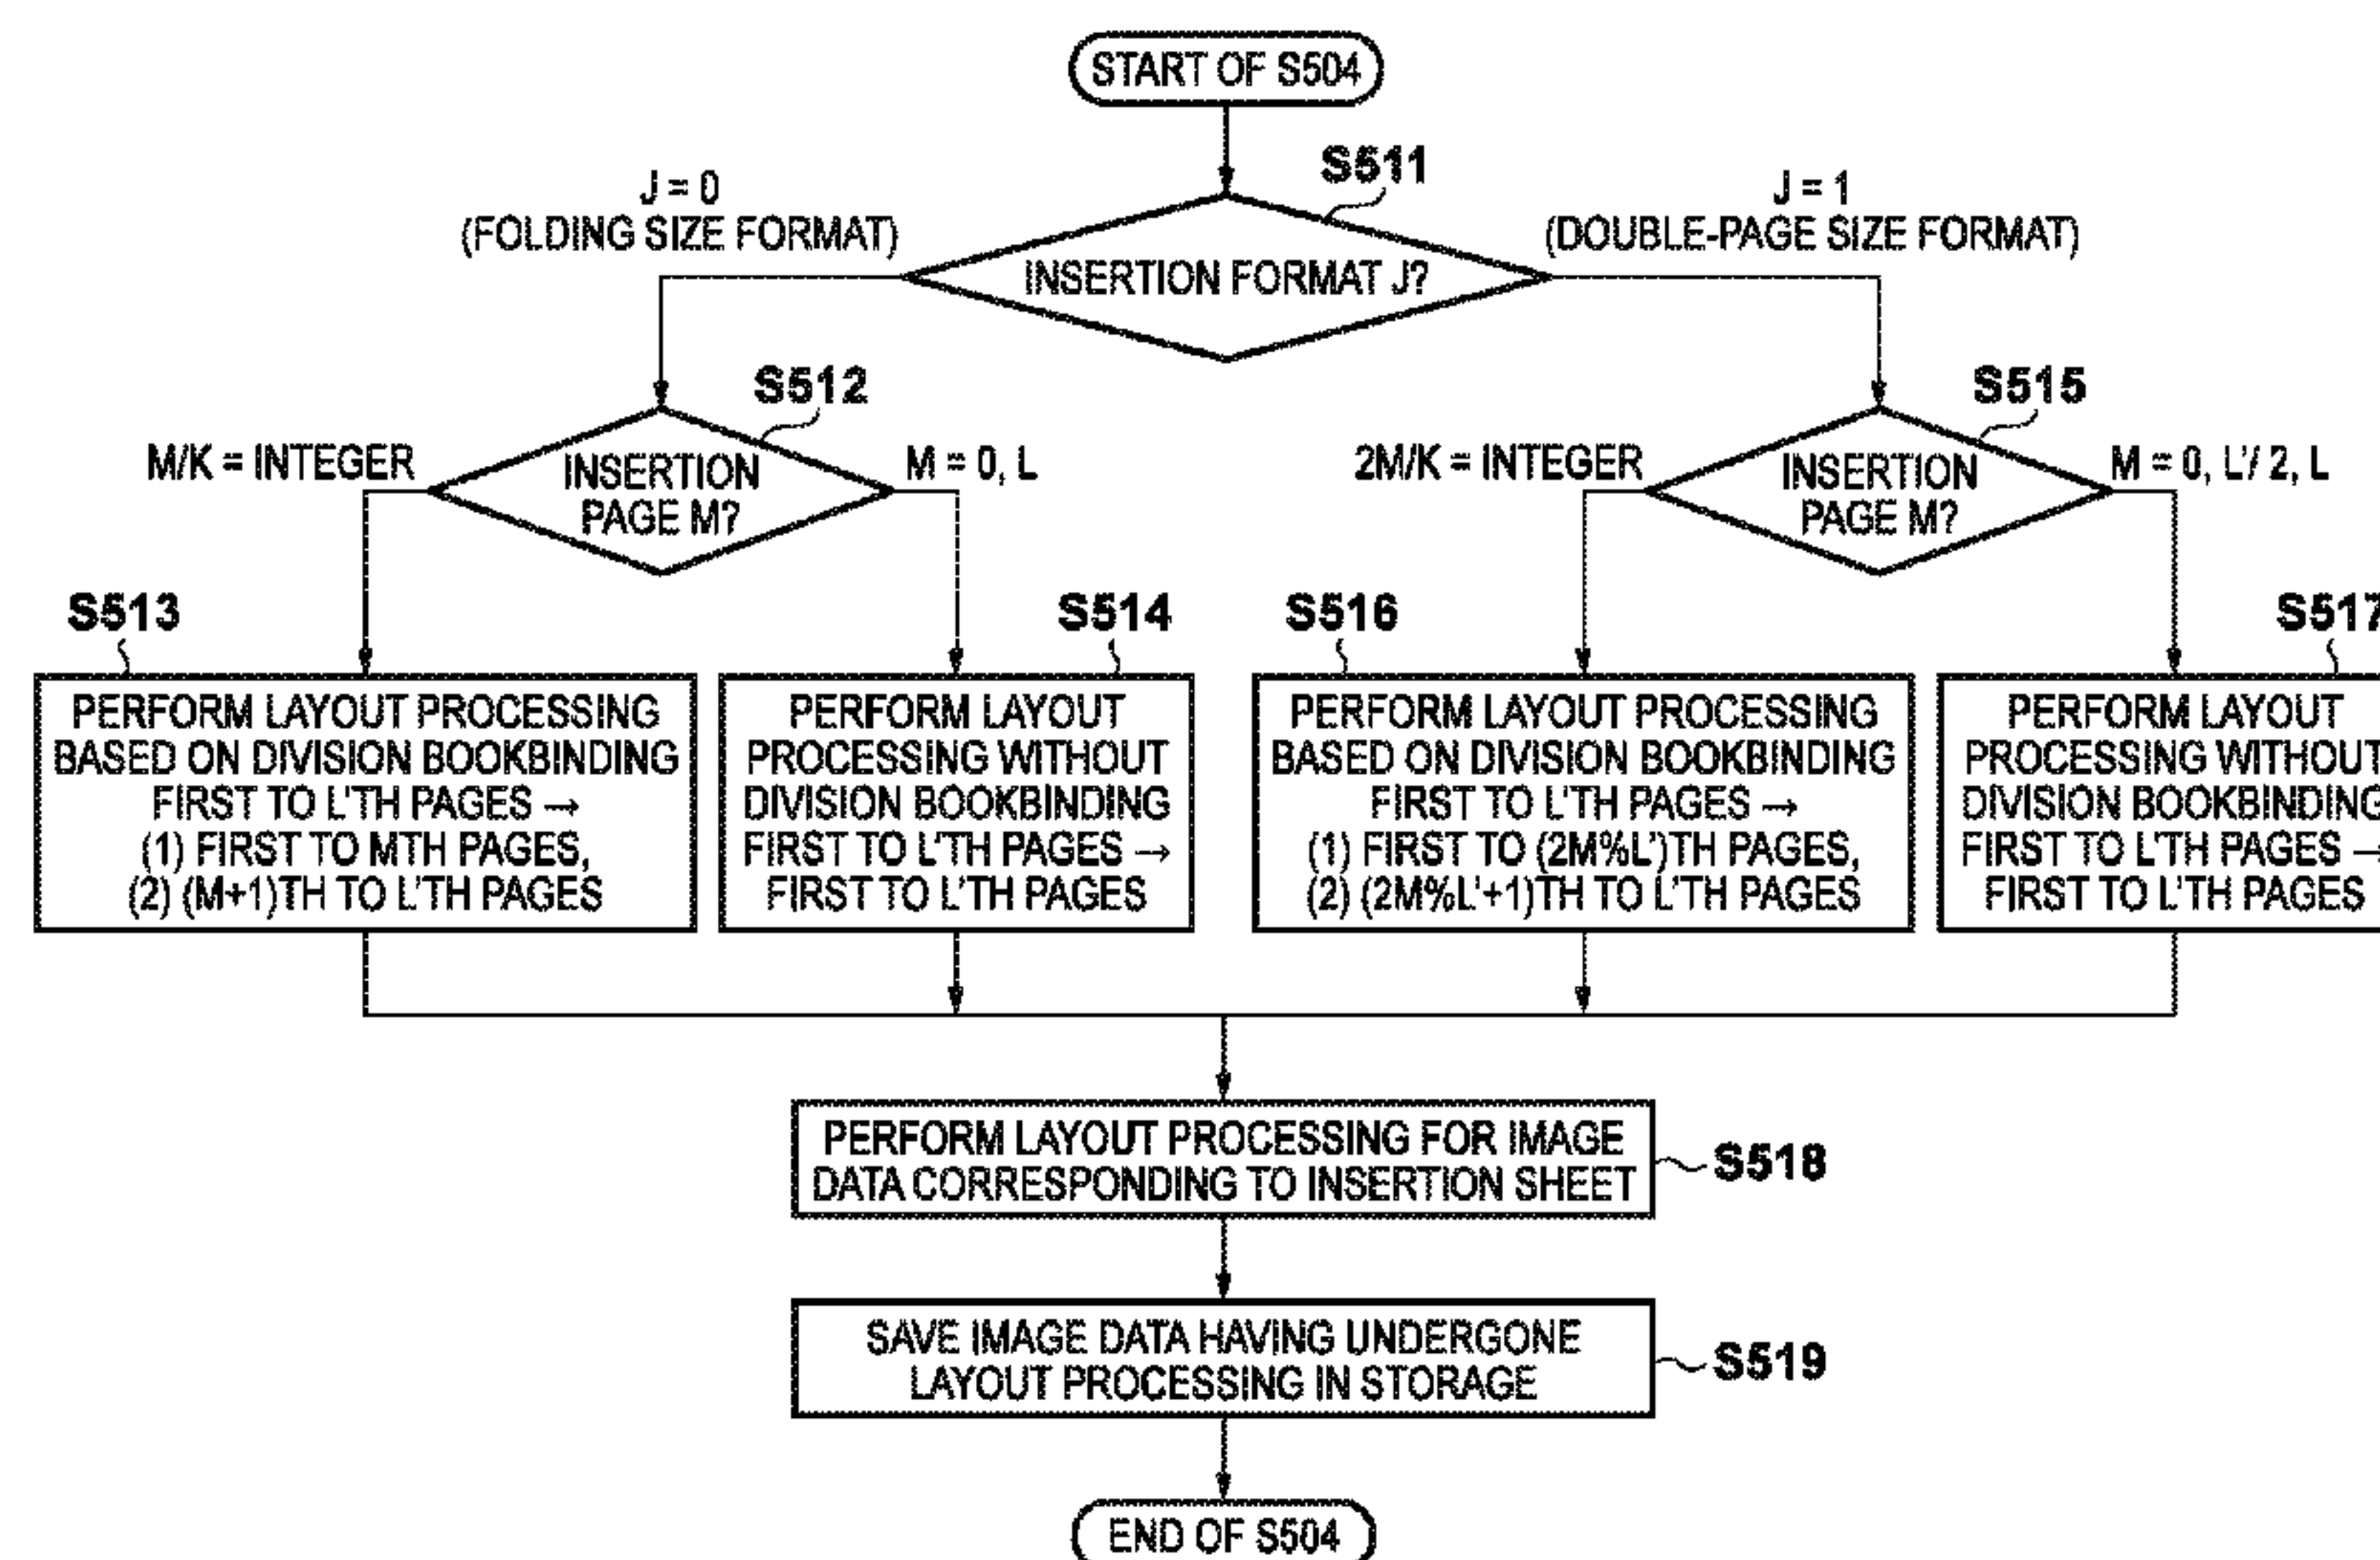 START OF S504
S511
J = 0
(FOLDING SIZE FORMAT)
J = 1
(DOUBLE-PAGE SIZE FORMAT)
INSERTION FORMAT J?
S512
S515
M/K = INTEGER
INSERTION
PAGE M?
M = 0, L
2M/K = INTEGER
INSERTION
PAGE M?
M = 0, L'/ 2, L
S513
S514
S516
S517
PERFORM LAYOUT PROCESSING
BASED ON DIVISION BOOKBINDING
FIRST TO L'TH PAGES →
(1) FIRST TO MTH PAGES,
(2) (M+1)TH TO L'TH PAGES
PERFORM LAYOUT
PROCESSING WITHOUT
DIVISION BOOKBINDING
FIRST TO L'TH PAGES →
FIRST TO L'TH PAGES
PERFORM LAYOUT PROCESSING
BASED ON DIVISION BOOKBINDING
FIRST TO L'TH PAGES →
(1) FIRST TO (2M%L')TH PAGES,
(2) (2M%L'+1)TH TO L'TH PAGES
PERFORM LAYOUT
PROCESSING WITHOUT
DIVISION BOOKBINDING
FIRST TO L'TH PAGES →
FIRST TO L'TH PAGES
PERFORM LAYOUT PROCESSING FOR IMAGE
DATA CORRESPONDING TO INSERTION SHEET
S518
SAVE IMAGE DATA HAVING UNDERGONE
LAYOUT PROCESSING IN STORAGE
S519
END OF S504